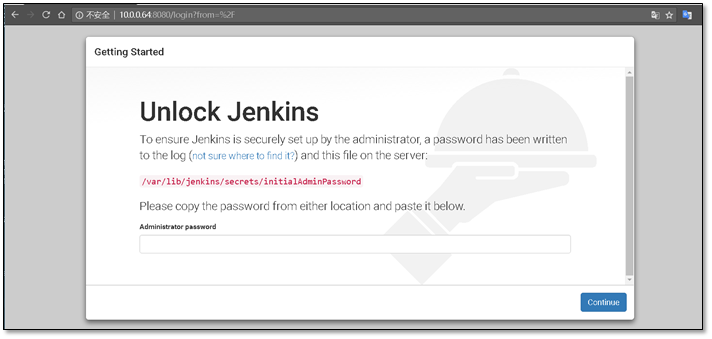 不安全 | 10.0.0.64:8080/login?from=%2F
Getting Started
Unlock Jenkins
To ensure Jenkins is securely set up by the administrator, a password has been written
to the log (not sure where to find it?) and this file on the server:
/var/lib/jenkins/secrets/initialAdminPassword
Please copy the password from either location and paste it below.
Administrator password
Continue